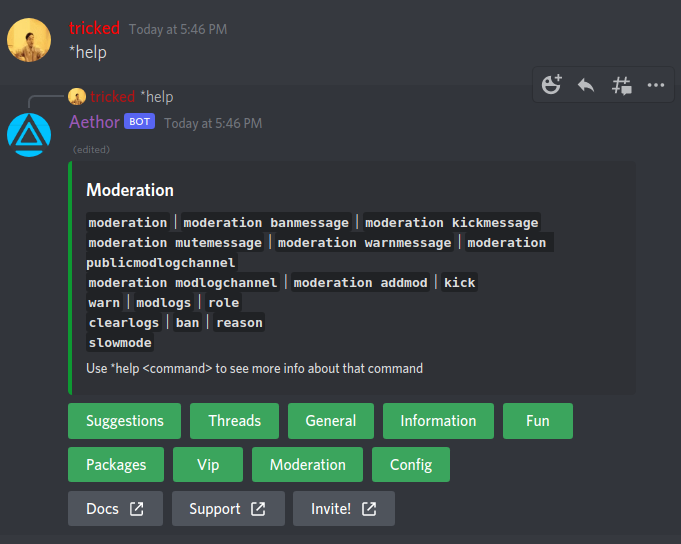 tricked Today at 5:46 PM
*help
tricked *help
Aethor BOT Today at 5:46 PM
(edited)
Moderation
moderation | moderation banmessage | moderation kickmessage
moderation mutemessage | moderation warnmessage | moderation
publicmodlogchannel
moderation modlogchannel | moderation addmod | kick
warn | modlogs | role
clearlogs | ban | reason
slowmode
Use *help <command> to see more info about that command
Suggestions Threads General Information Fun
Packages Vip Moderation Config
Docs Support Invite!